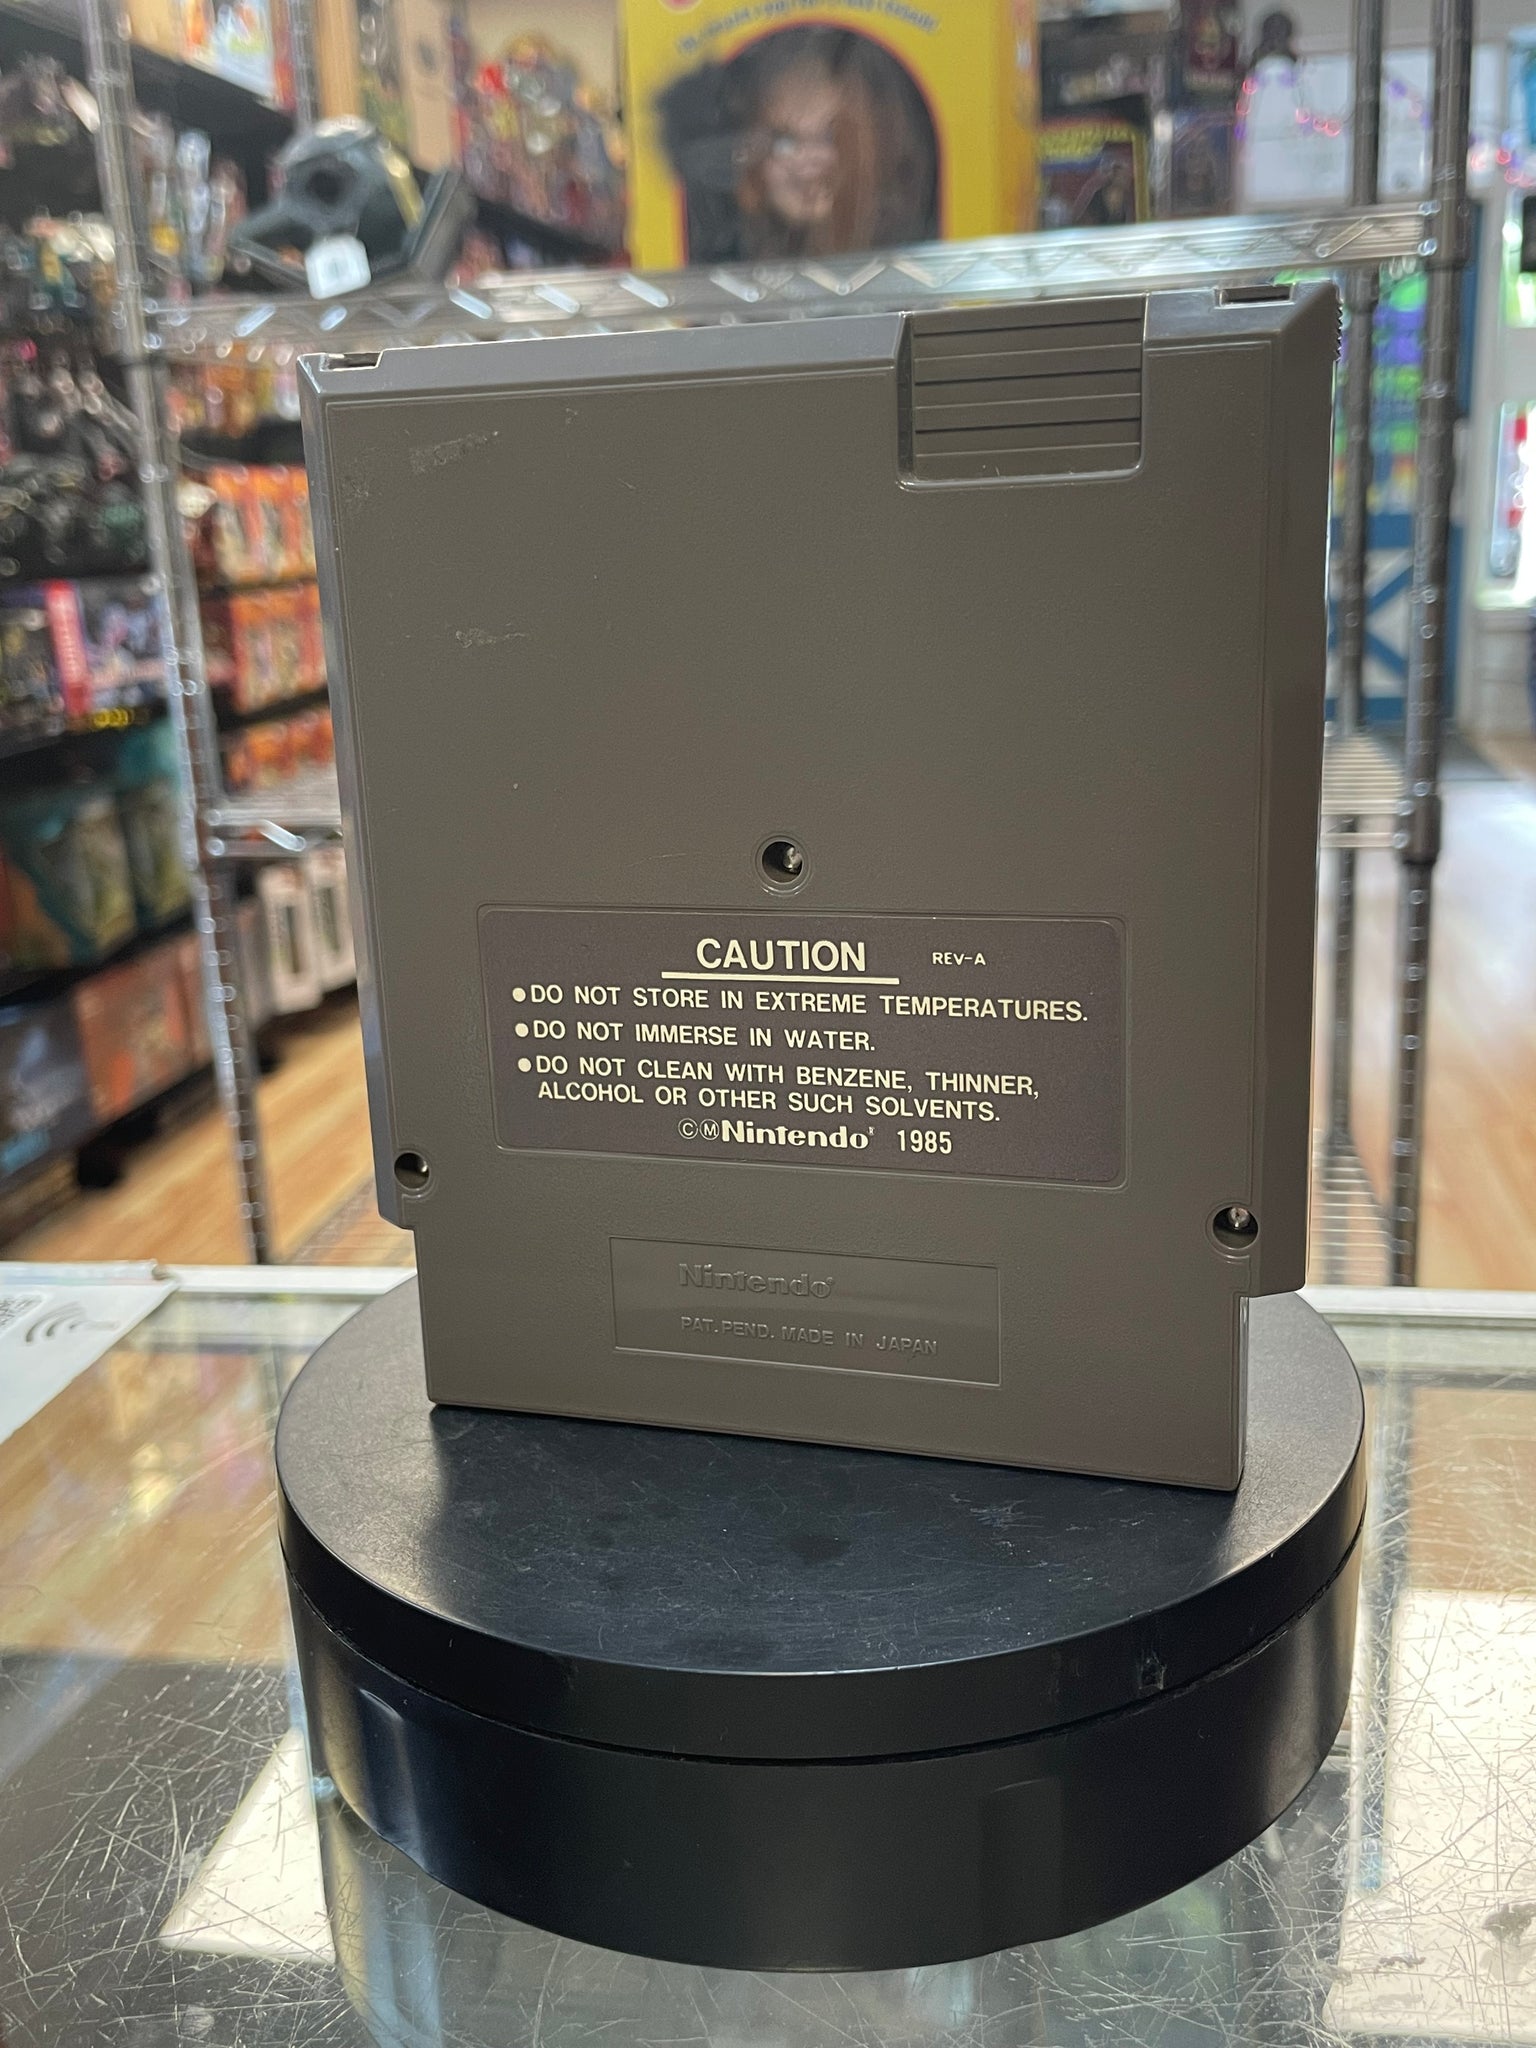 CAUTION REV-A
●DO NOT STORE IN EXTREME TEMPERATURES.
●DO NOT IMMERSE IN WATER.
●DO NOT CLEAN WITH BENZENE, THINNER,
ALCOHOL OR OTHER SUCH SOLVENTS.
ⒸⓂNintendo® 1985
Nintendo®
PAT. PEND. MADE IN JAPAN